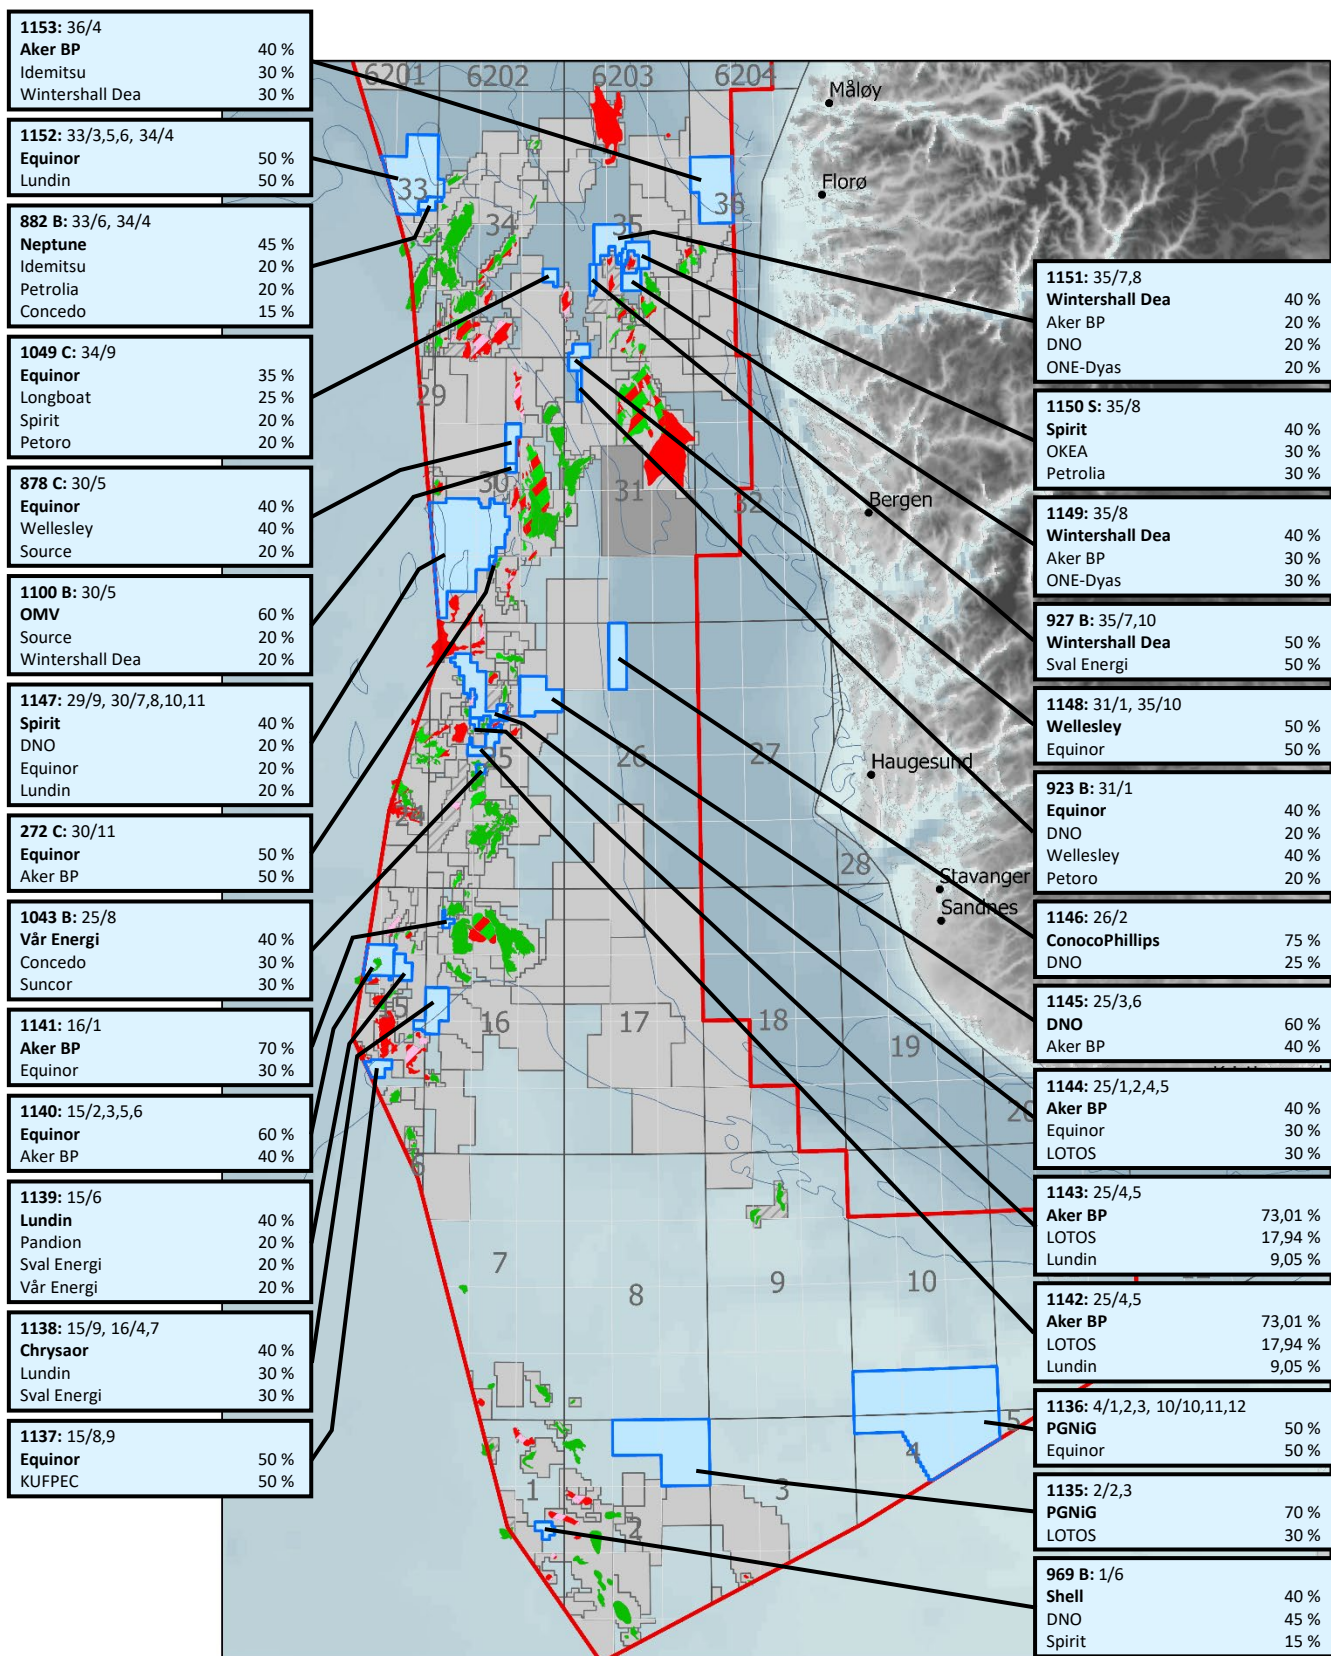 1153: 36/4
Aker BP 40 %
Idemitsu 30 %
Wintershall Dea 30 %
1152: 33/3,5,6, 34/4
Equinor 50 %
Lundin 50 %
882 B: 33/6, 34/4
Neptune 45 %
Idemitsu 20 %
Petrolia 20 %
Concedo 15 %
1049 C: 34/9
Equinor 35 %
Longboat 25 %
Spirit 20 %
Petoro 20 %
878 C: 30/5
Equinor 40 %
Wellesley 40 %
Source 20 %
1100 B: 30/5
OMV 60 %
Source 20 %
Wintershall Dea 20 %
1147: 29/9, 30/7,8,10,11
Spirit 40 %
DNO 20 %
Equinor 20 %
Lundin 20 %
272 C: 30/11
Equinor 50 %
Aker BP 50 %
1043 B: 25/8
Vår Energi 40 %
Concedo 30 %
Suncor 30 %
1141: 16/1
Aker BP 70 %
Equinor 30 %
1140: 15/2,3,5,6
Equinor 60 %
Aker BP 40 %
1139: 15/6
Lundin 40 %
Pandion 20 %
Sval Energi 20 %
Vår Energi 20 %
1138: 15/9, 16/4,7
Chrysaor 40 %
Lundin 30 %
Sval Energi 30 %
1137: 15/8,9
Equinor 50 %
KUFPEC 50 %
6201 6202 6203 6204
Måløy
33
Florø
34 35 36
29
30 31 32
Bergen
25 26 27
Haugesund
24
28
Stavanger
Sandnes
15 16 17 18
19
20
6
7 8 9 10
5
4
1 2 3
1151: 35/7,8
Wintershall Dea 40 %
Aker BP 20 %
DNO 20 %
ONE-Dyas 20 %
1150 S: 35/8
Spirit 40 %
OKEA 30 %
Petrolia 30 %
1149: 35/8
Wintershall Dea 40 %
Aker BP 30 %
ONE-Dyas 30 %
927 B: 35/7,10
Wintershall Dea 50 %
Sval Energi 50 %
1148: 31/1, 35/10
Wellesley 50 %
Equinor 50 %
923 B: 31/1
Equinor 40 %
DNO 20 %
Wellesley 40 %
Petoro 20 %
1146: 26/2
ConocoPhillips 75 %
DNO 25 %
1145: 25/3,6
DNO 60 %
Aker BP 40 %
1144: 25/1,2,4,5
Aker BP 40 %
Equinor 30 %
LOTOS 30 %
1143: 25/4,5
Aker BP 73,01 %
LOTOS 17,94 %
Lundin 9,05 %
1142: 25/4,5
Aker BP 73,01 %
LOTOS 17,94 %
Lundin 9,05 %
1136: 4/1,2,3, 10/10,11,12
PGNiG 50 %
Equinor 50 %
1135: 2/2,3
PGNiG 70 %
LOTOS 30 %
969 B: 1/6
Shell 40 %
DNO 45 %
Spirit 15 %